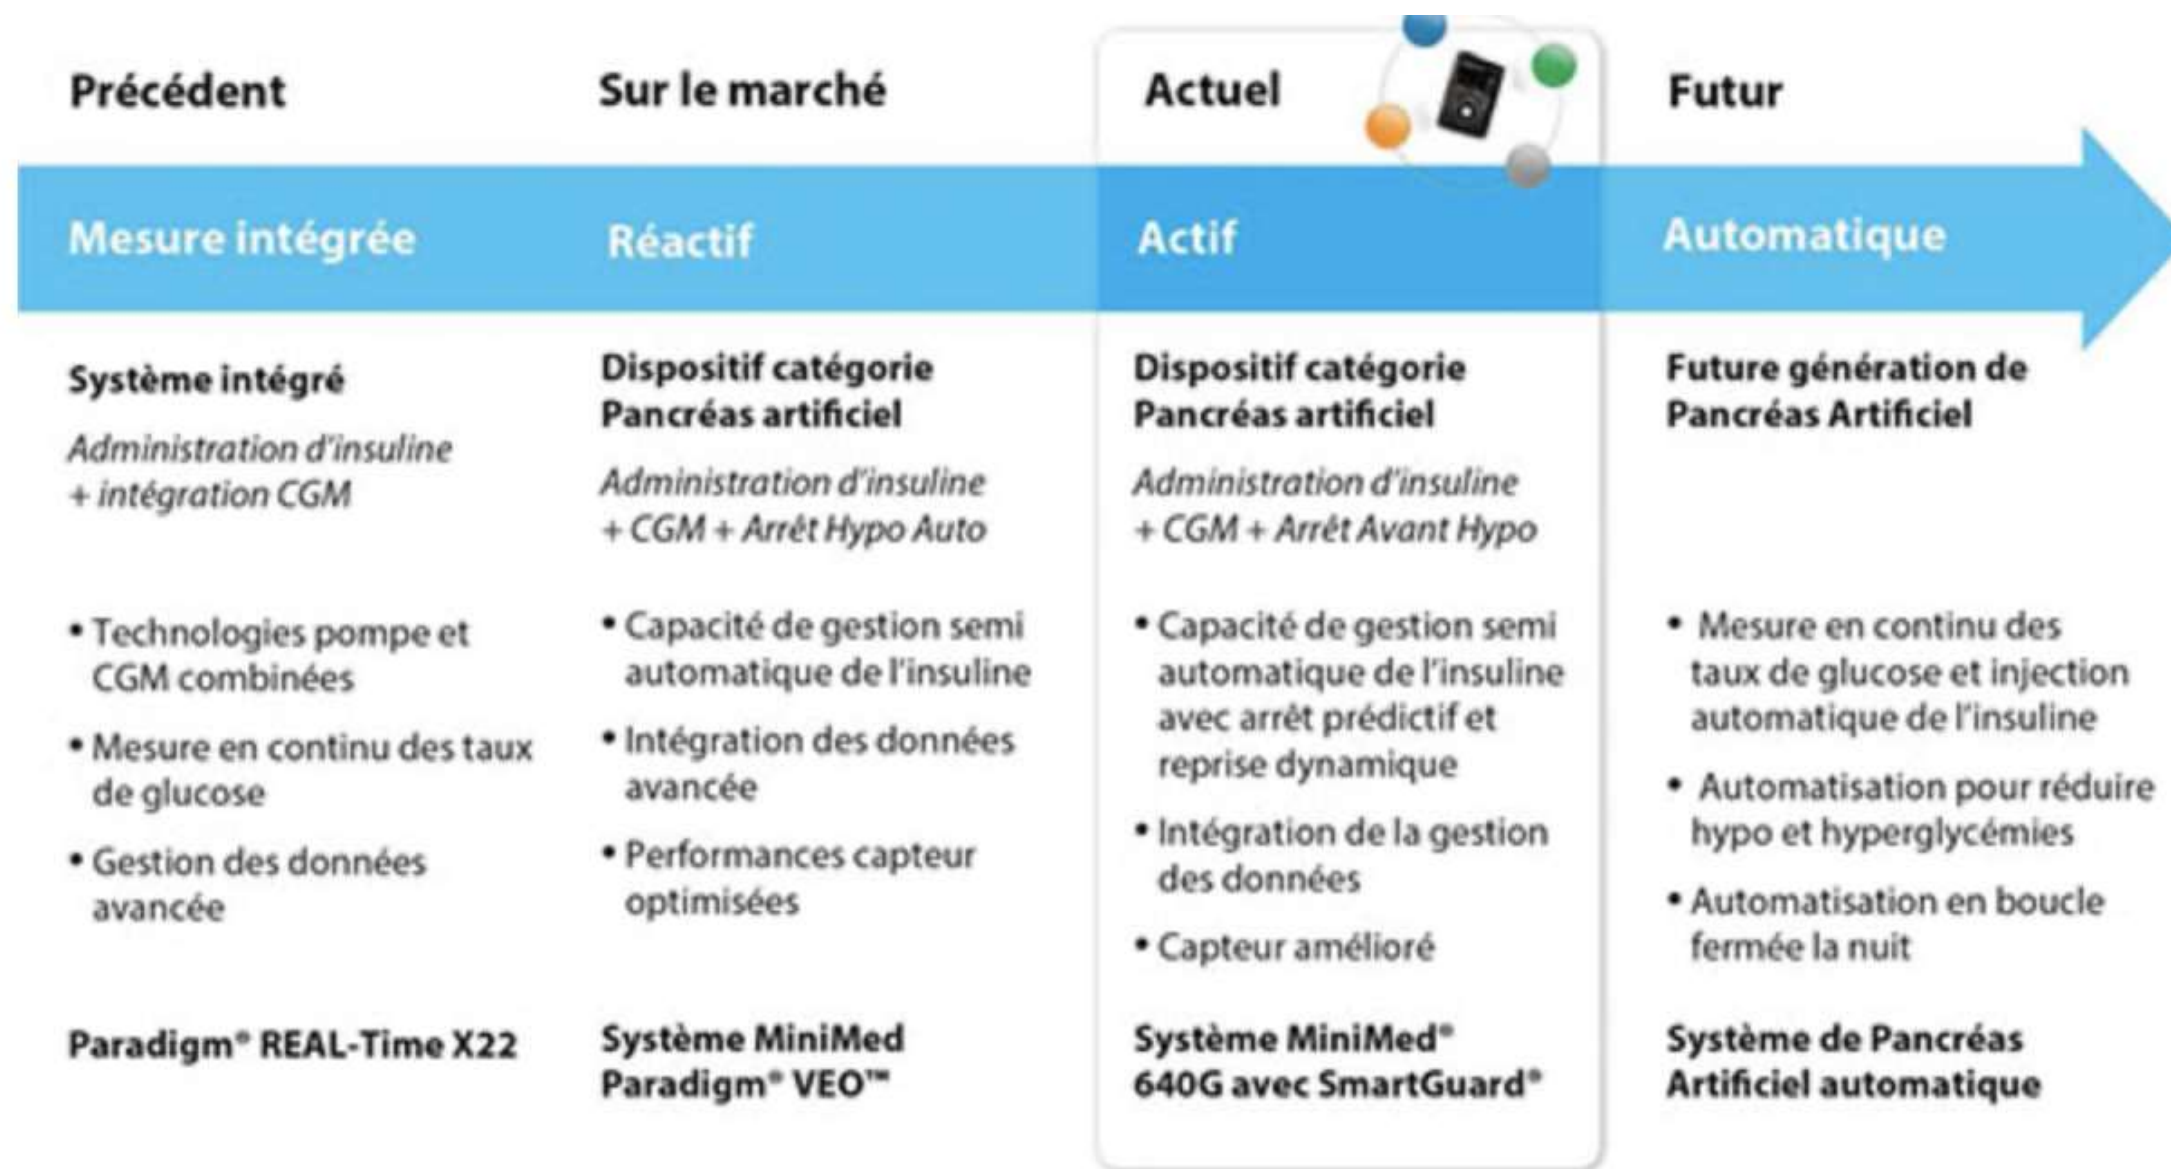 Précédent
Mesure intégrée
Système intégré
Administration d'insuline
+ intégration CGM
• Technologies pompe et
CGM combinées
• Mesure en continu des taux
de glucose
• Gestion des données
avancée
Paradigm® REAL-Time X22
Sur le marché
Réactif
Dispositif catégorie
Pancréas artificiel
Administration d'insuline
+ CGM + Arrêt Hypo Auto
• Capacité de gestion semi
automatique de l'insuline
• Intégration des données
avancée
• Performances capteur
optimisées
Système MiniMed
Paradigm® VEO™
Actuel
Actif
Dispositif catégorie
Pancréas artificiel
Administration d'insuline
+ CGM + Arrêt Avant Hypo
• Capacité de gestion semi
automatique de l'insuline
avec arrêt prédictif et
reprise dynamique
• Intégration de la gestion
des données
• Capteur amélioré
Système MiniMed®
640G avec SmartGuard®
Futur
Automatique
Future génération de
Pancréas Artificiel
• Mesure en continu des
taux de glucose et injection
automatique de l'insuline
• Automatisation pour réduire
hypo et hyperglycémies
• Automatisation en boucle
fermée la nuit
Système de Pancréas
Artificiel automatique